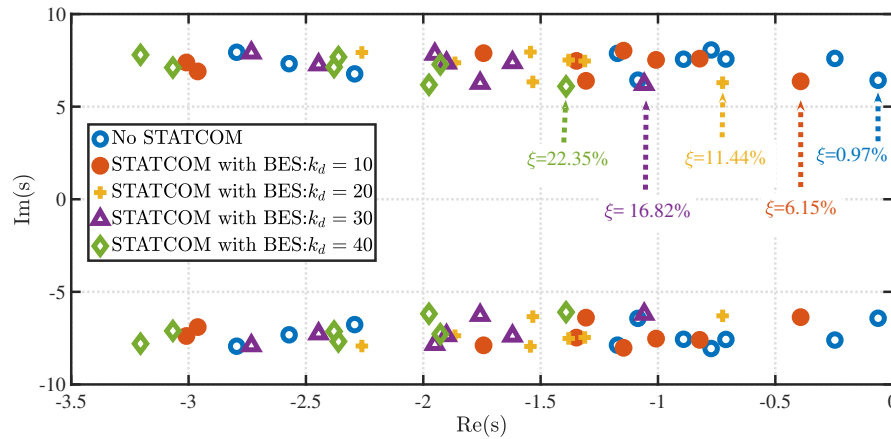 10
5
0
-5
-10
Im(s)
No STATCOM
STATCOM with BES:k_d = 10
STATCOM with BES:k_d = 20
STATCOM with BES:k_d = 30
STATCOM with BES:k_d = 40
ξ=22.35%
ξ= 16.82%
ξ=11.44%
ξ=6.15%
ξ=0.97%
-3.5 -3 -2.5 -2 -1.5 -1 -0.5 0
Re(s)